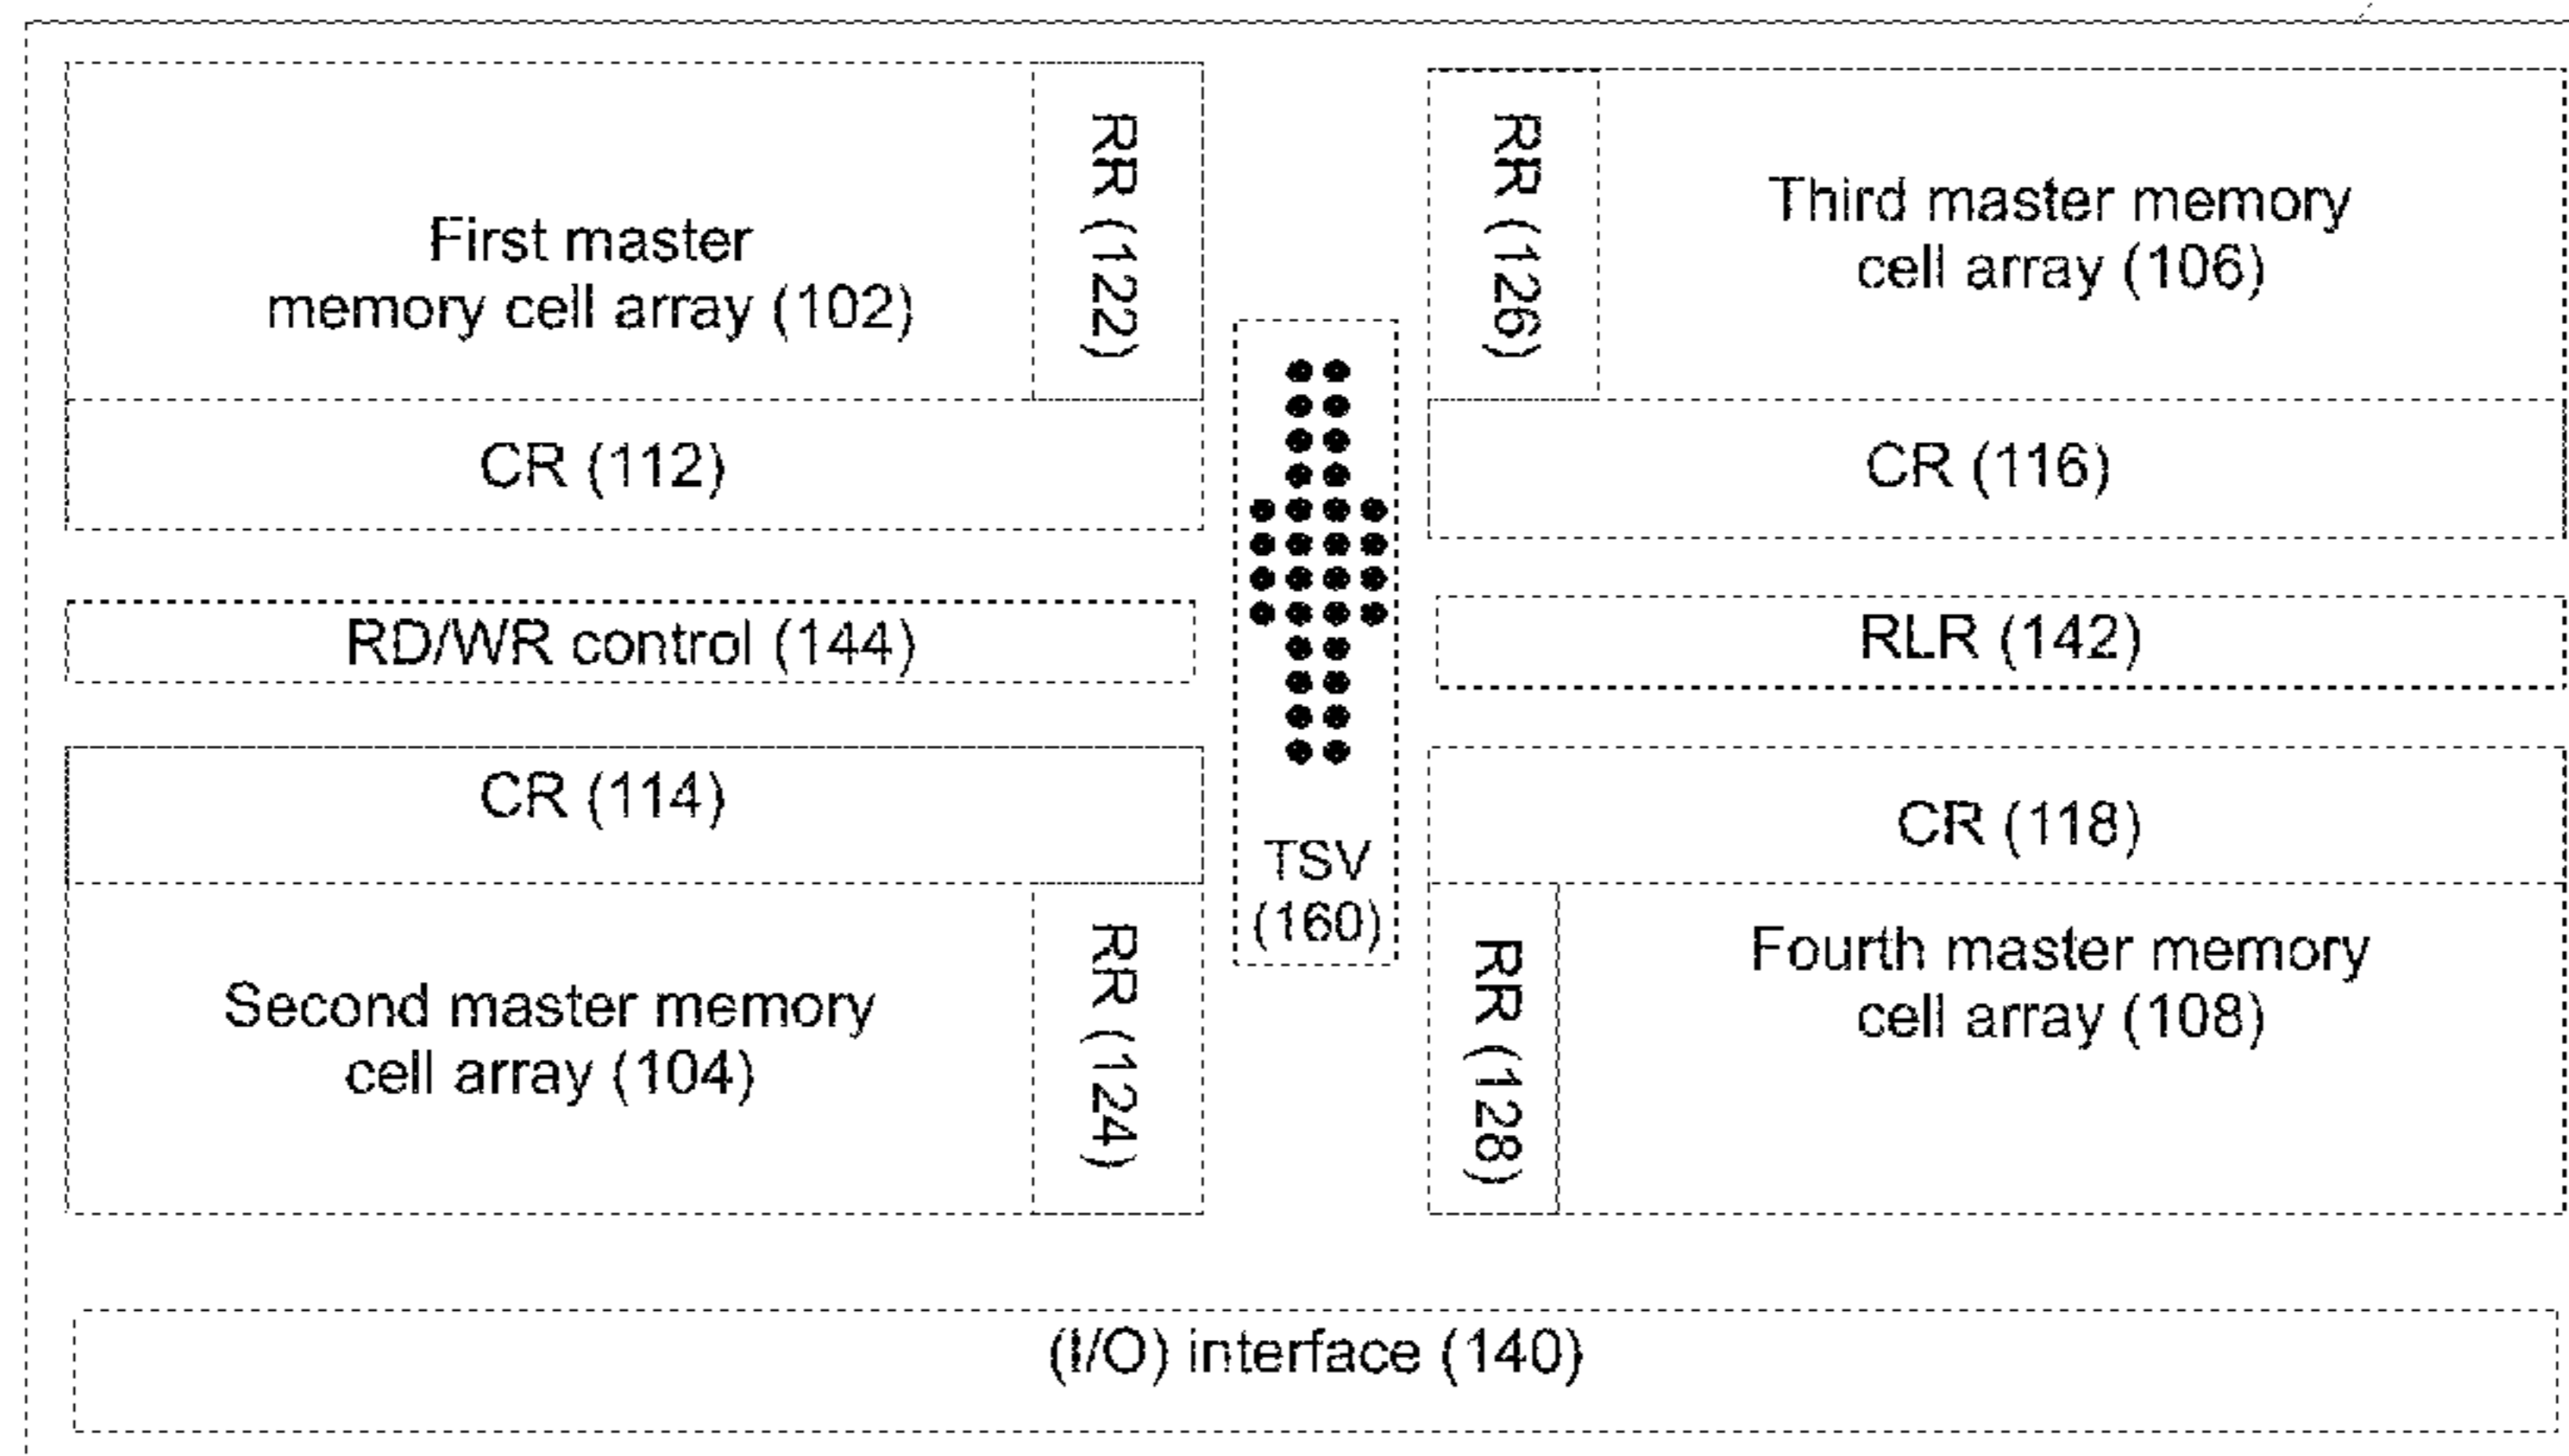 First master
memory cell array (102)
RR (122)
CR (112)
RR (126)
Third master memory
cell array (106)
CR (116)
RD/WR control (144)
RLR (142)
CR (114)
Second master memory
cell array (104)
RR (124)
TSV
(160)
CR (118)
RR (128)
Fourth master memory
cell array (108)
(I/O) interface (140)